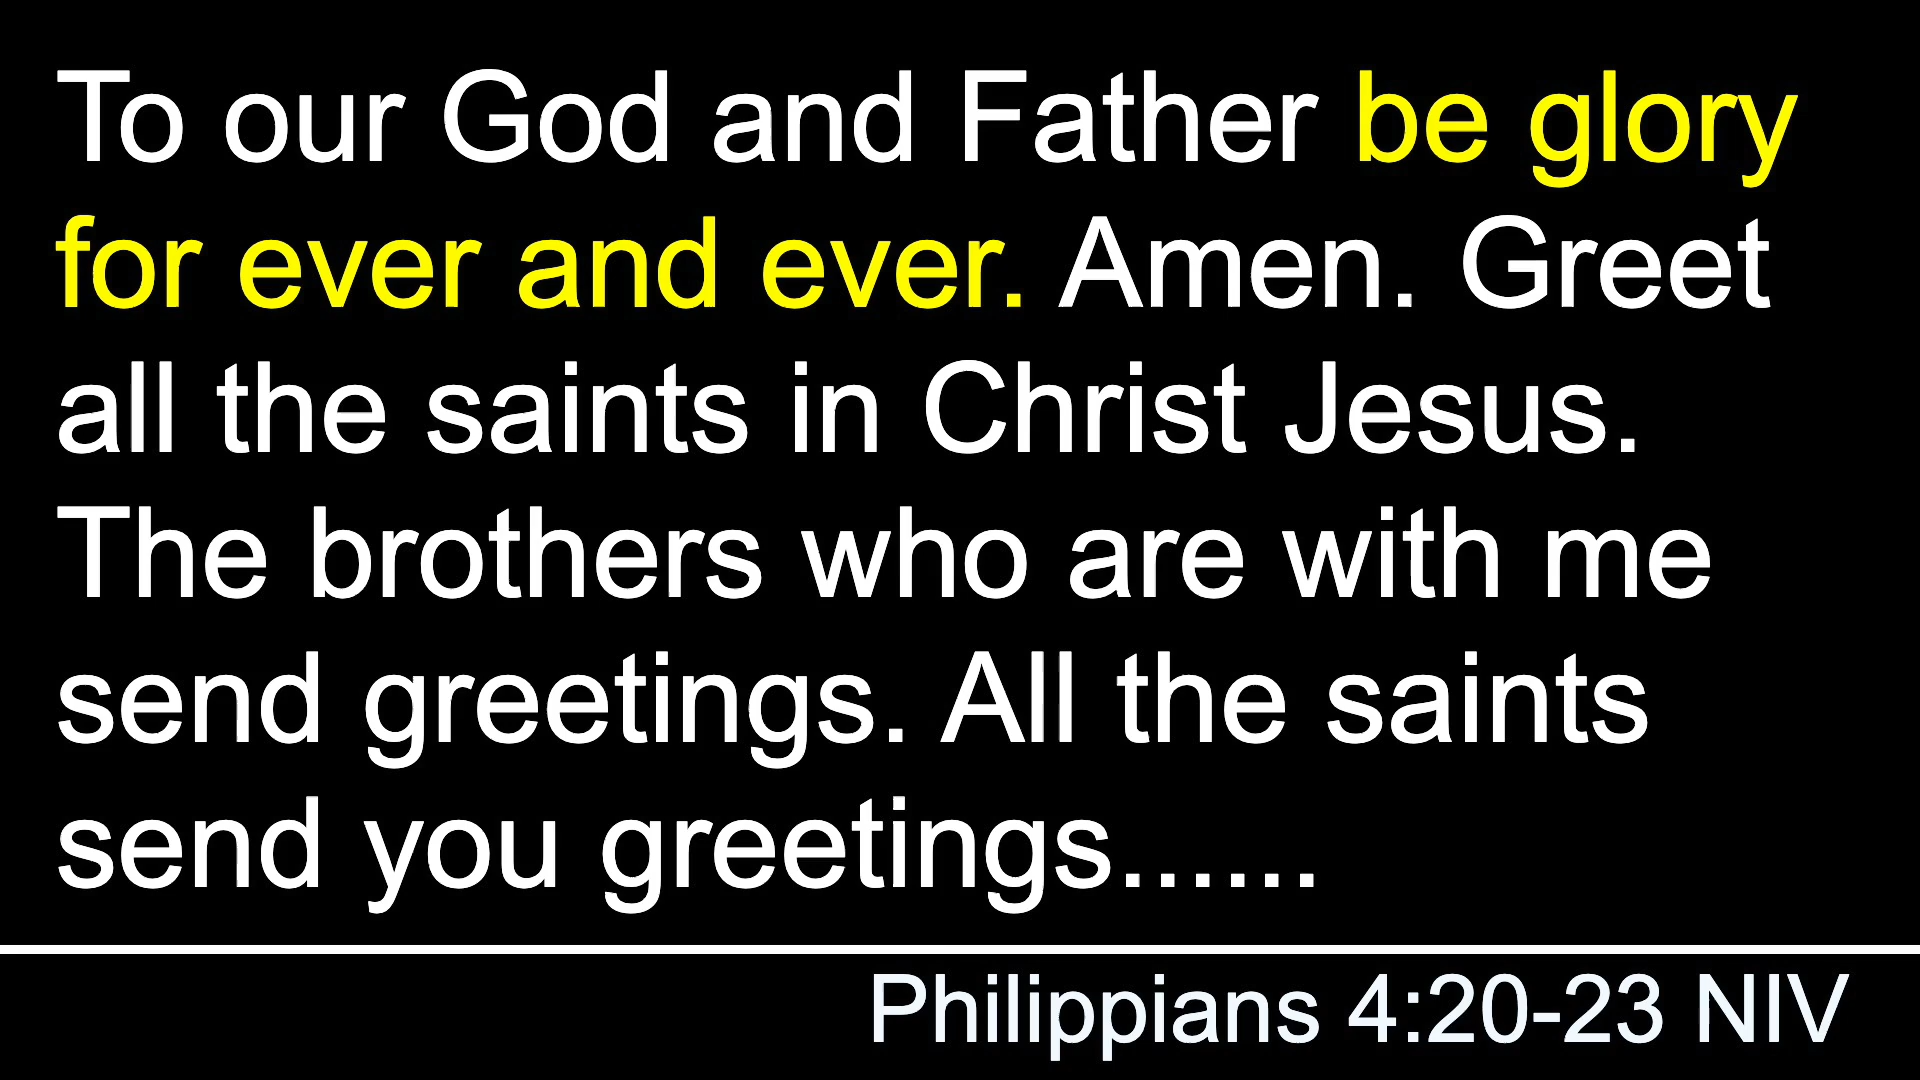 To our God and Father be glory
for ever and ever. Amen. Greet
all the saints in Christ Jesus.
The brothers who are with me
send greetings. All the saints
send you greetings......
Philippians 4:20-23 NIV